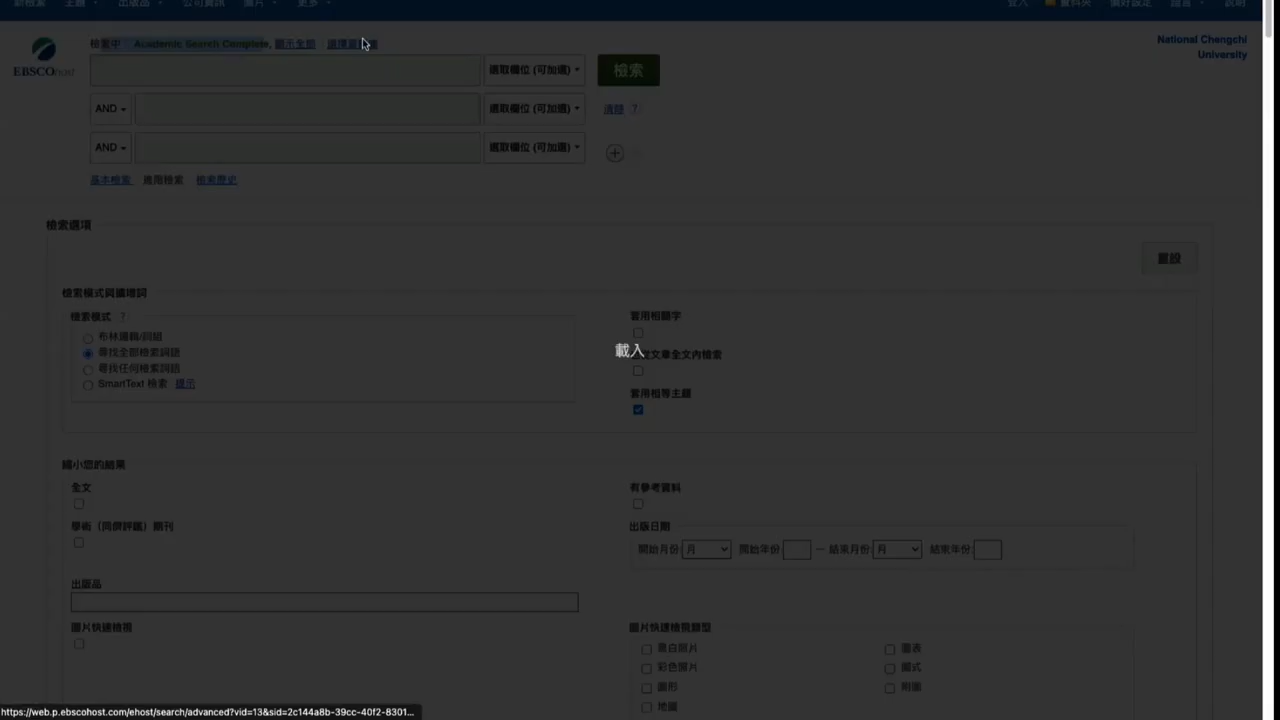 新檢索 主題 出版品 公司資訊 圖片 更多 登入 資料夾 偏好設定 語言 說明
檢索中: Academic Search Complete, 顯示全部 選擇
National Chengchi University
EBSCOhost
選取欄位 (可加選) 檢索
AND 選取欄位 (可加選) 清除 ?
AND 選取欄位 (可加選)
基本檢索 進階檢索 檢索歷史
檢索選項
重設
檢索模式與擴增詞
檢索模式 ?
布林邏輯/詞組
尋找全部檢索詞語
尋找任何檢索詞語
SmartText 檢索 提示
套用相關字
載入
文章全文內檢索
套用相等主題
縮小您的結果
全文
有參考資料
學術（同儕評鑑）期刊
出版日期
開始月份: 月 開始年份: — 結束月份: 月 結束年份:
出版品
圖片快速檢視
圖片快速檢視類型
黑白照片
圖表
彩色照片
圖式
圖形
附圖
地圖
https://web.p.ebscohost.com/ehost/search/advanced?vid=13&sid=2c144a8b-39cc-40f2-8301...